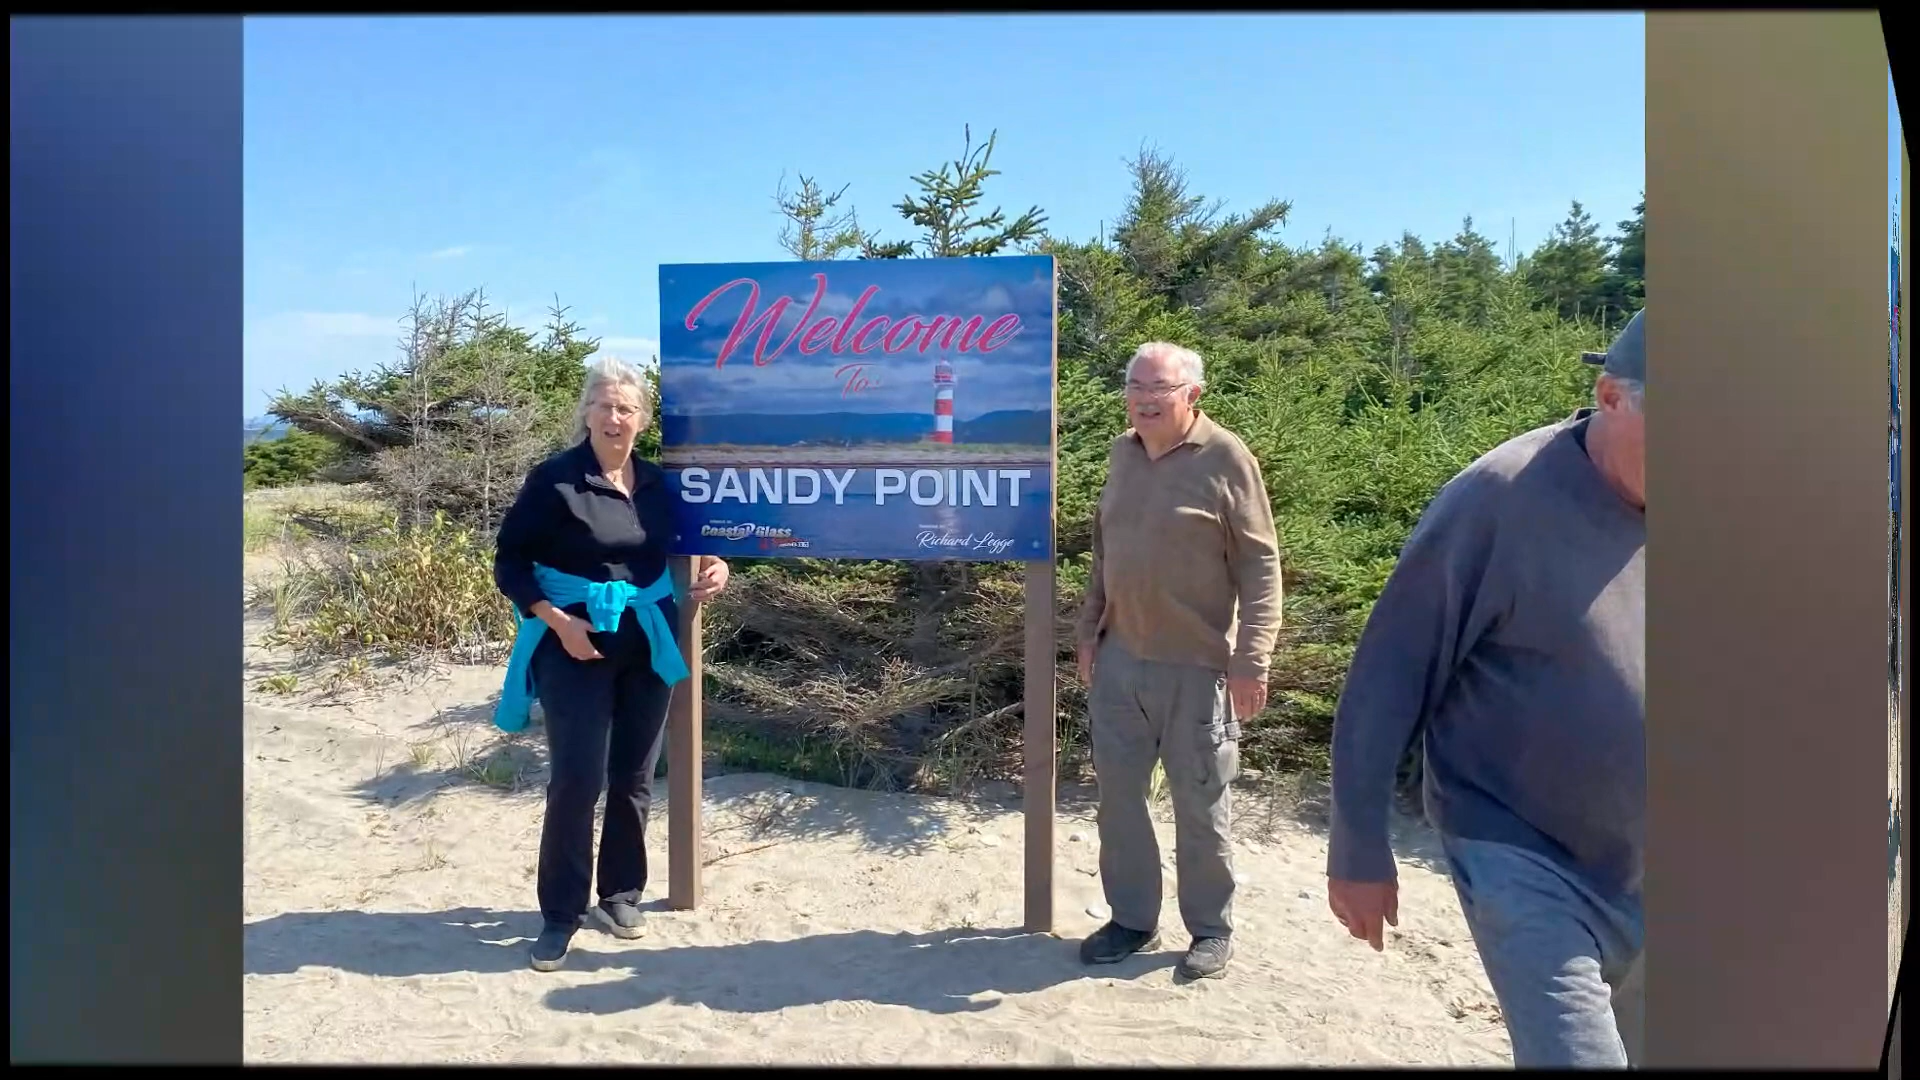 Welcome
To:
SANDY POINT
Coastal Glass
Richard Legge